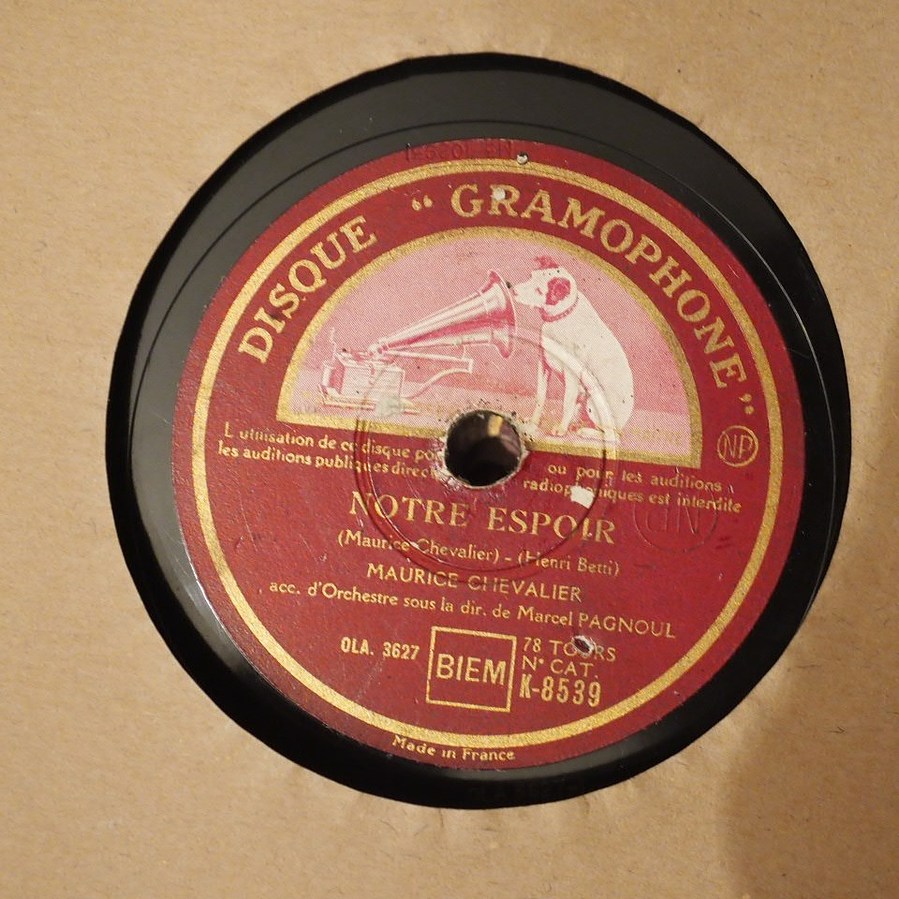 DISQUE “ GRAMOPHONE ”
NP
L'utilisation de ce disque ou pour les auditions
les auditions publiques radiophoniques est interdite
NOTRE ESPOIR
(Maurice Chevalier) - (Henri Betti)
MAURICE CHEVALIER
acc. d'Orchestre sous la dir. de Marcel PAGNOUL
OLA. 3627
BIEM
78 TOURS
N° CAT.
K-8539
Made in France